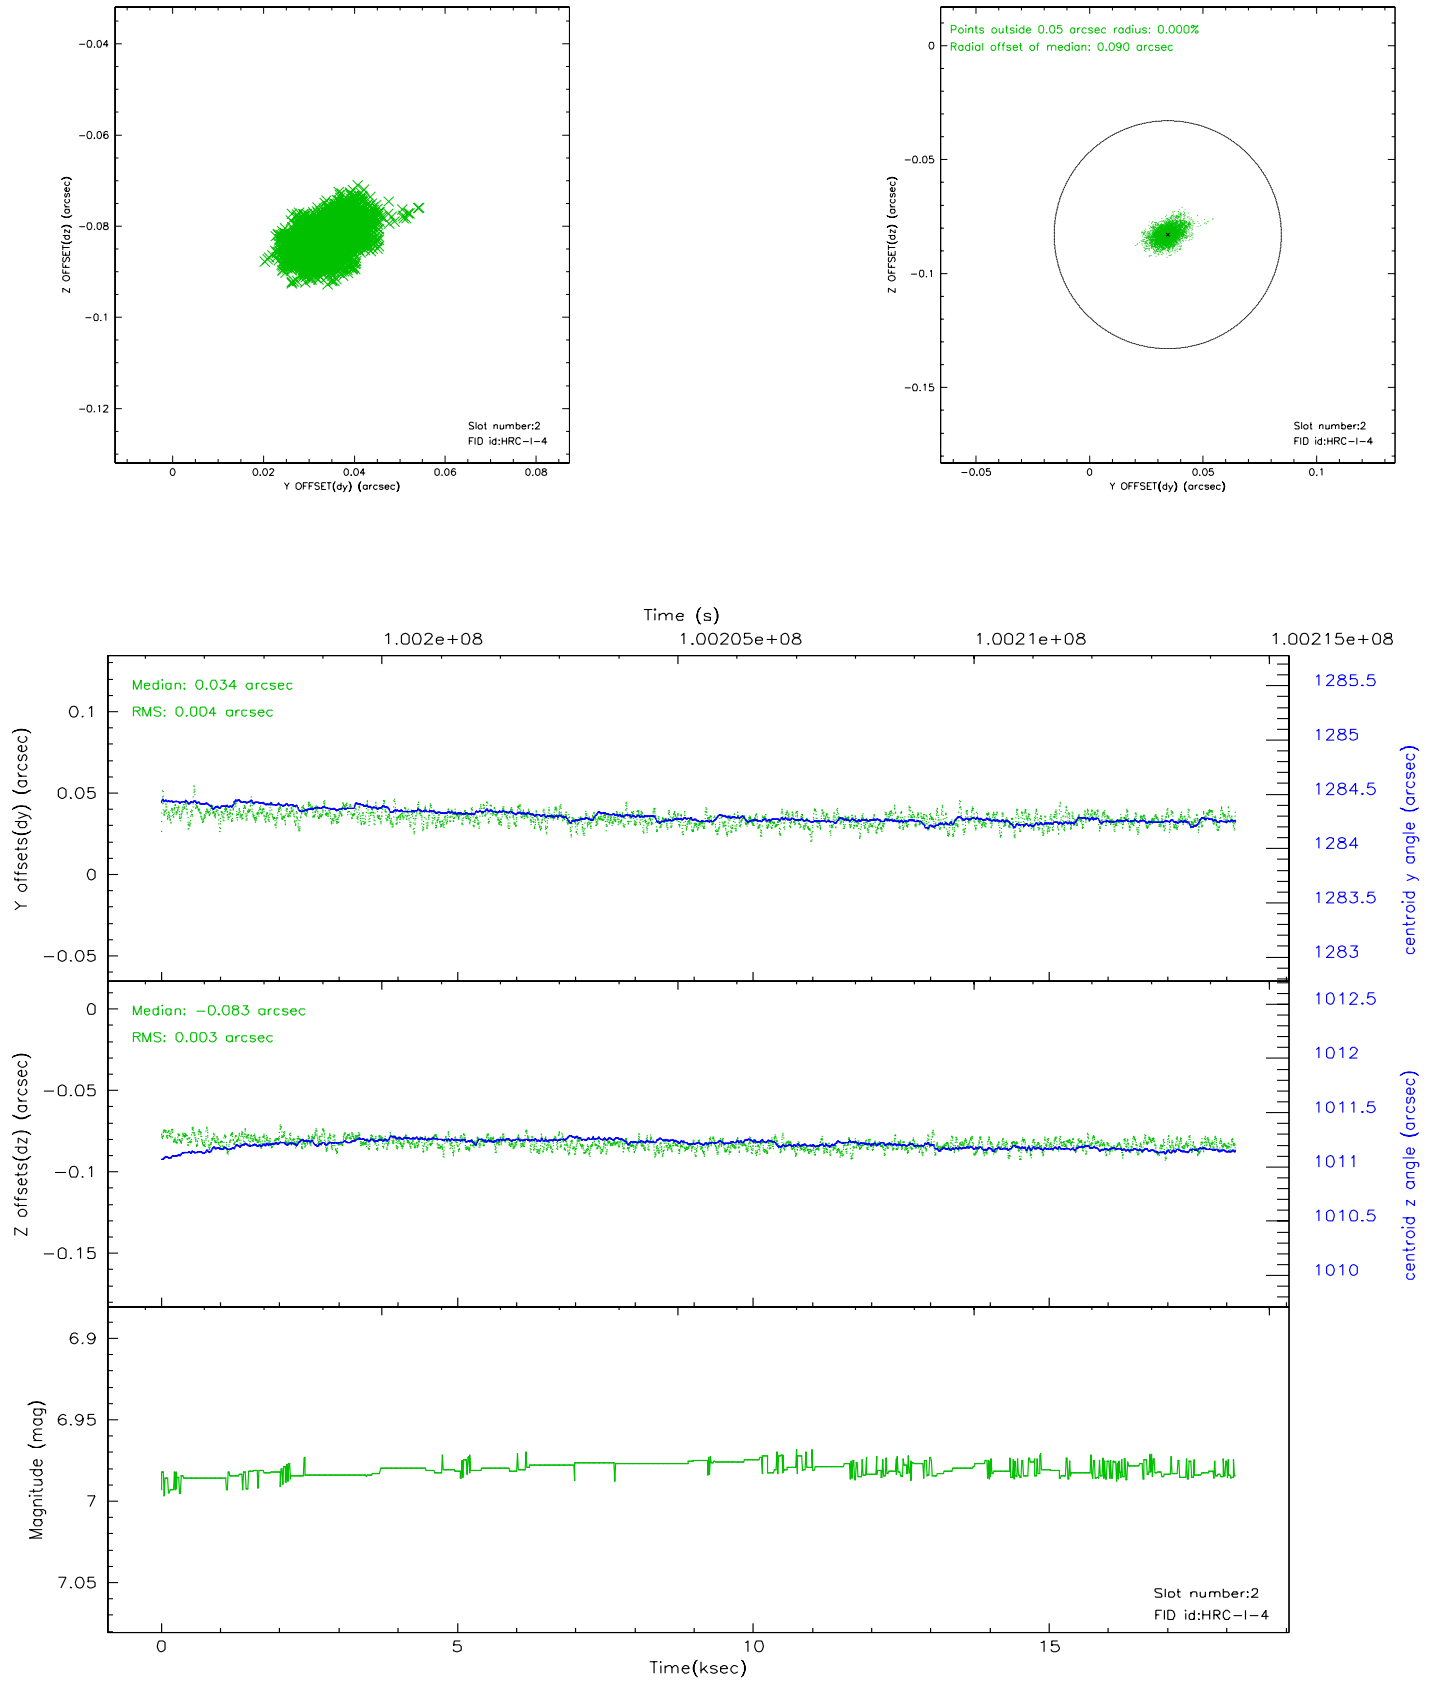 -0.04
-0.06
-0.08
-0.1
-0.12
Z OFFSET(dz) (arcsec)
Slot number:2
FID id:HRC-I-4
0 0.02 0.04 0.06 0.08
Y OFFSET(dy) (arcsec)
Points outside 0.05 arcsec radius: 0.000%
Radial offset of median: 0.090 arcsec
0
-0.05
-0.1
-0.15
Z OFFSET(dz) (arcsec)
Slot number:2
FID id:HRC-I-4
-0.05 0 0.05 0.1
Y OFFSET(dy) (arcsec)
Time (s)
1.002e+08 1.00205e+08 1.0021e+08 1.00215e+08
Median: 0.034 arcsec
RMS: 0.004 arcsec
0.1
0.05
0
-0.05
Y offsets(dy) (arcsec)
1285.5
1285
1284.5
1284
1283.5
1283
centroid y angle (arcsec)
Median: -0.083 arcsec
RMS: 0.003 arcsec
0
-0.05
-0.1
-0.15
Z offsets(dz) (arcsec)
1012.5
1012
1011.5
1011
1010.5
1010
centroid z angle (arcsec)
6.9
6.95
7
7.05
Magnitude (mag)
Slot number:2
FID id:HRC-I-4
0 5 10 15
Time(ksec)